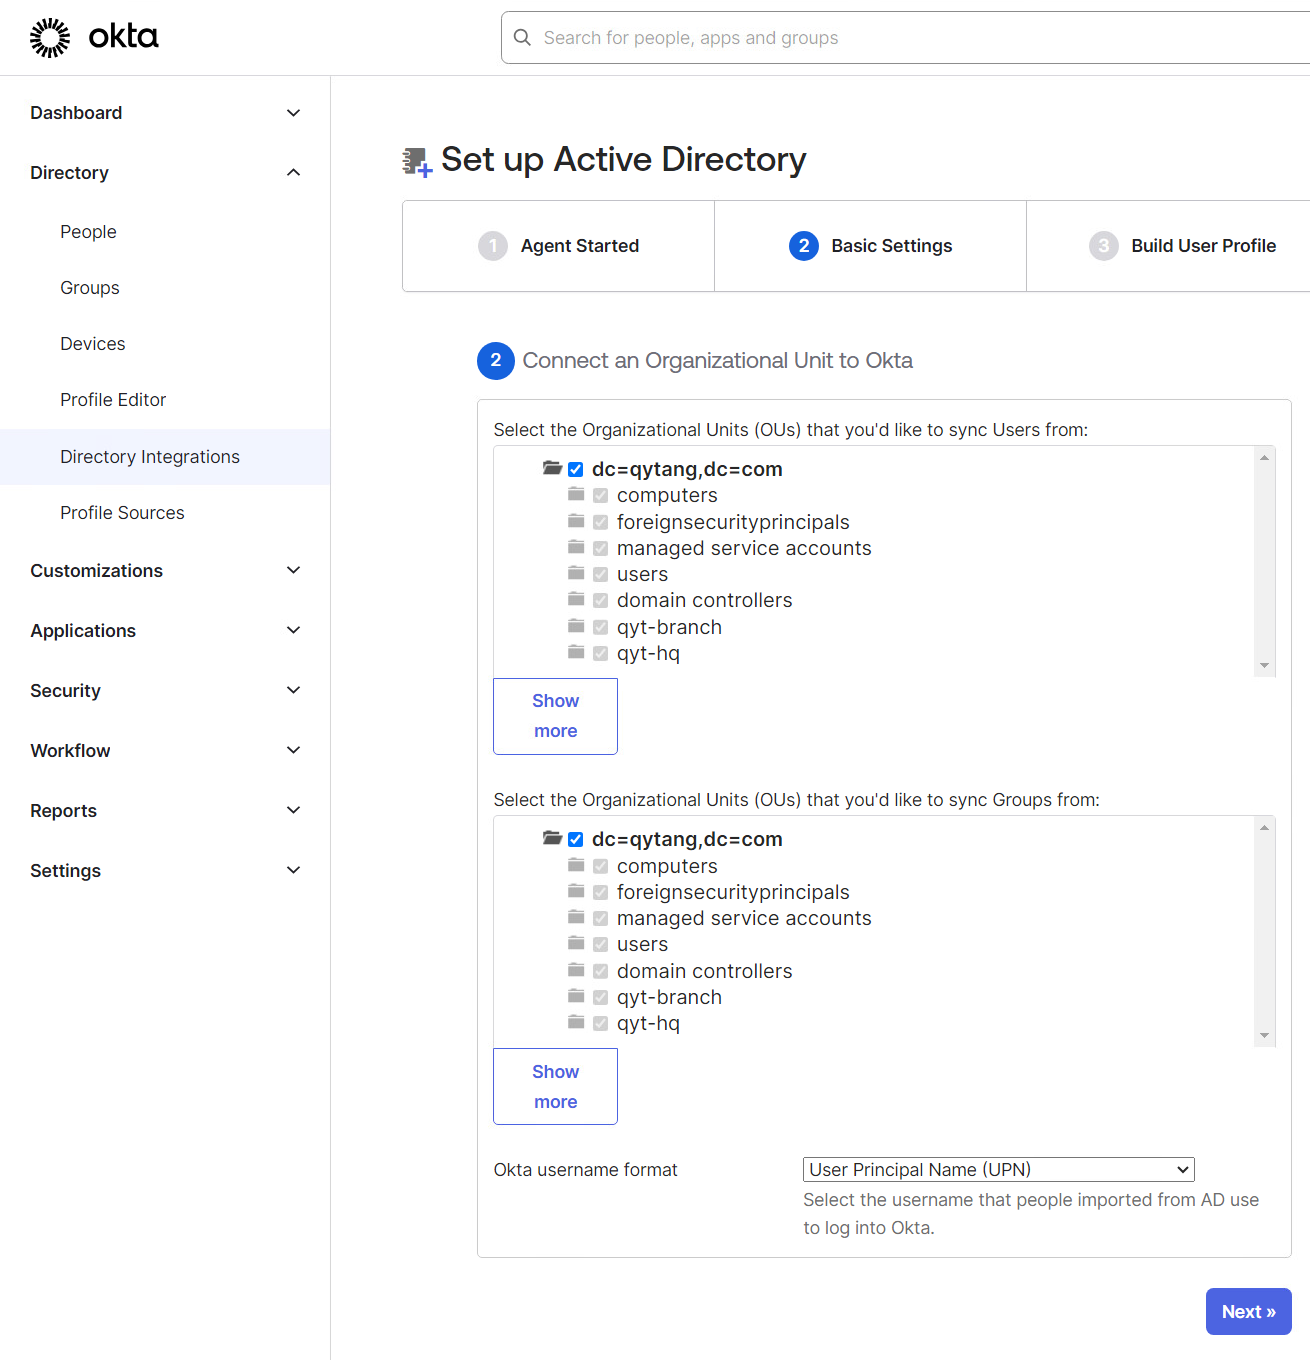 okta
Search for people, apps and groups
Dashboard
Directory
People
Groups
Devices
Profile Editor
Directory Integrations
Profile Sources
Customizations
Applications
Security
Workflow
Reports
Settings
Set up Active Directory
1 Agent Started
2 Basic Settings
3 Build User Profile
2 Connect an Organizational Unit to Okta
Select the Organizational Units (OUs) that you'd like to sync Users from:
dc=qytang,dc=com
computers
foreignsecurityprincipals
managed service accounts
users
domain controllers
qyt-branch
qyt-hq
Show
more
Select the Organizational Units (OUs) that you'd like to sync Groups from:
dc=qytang,dc=com
computers
foreignsecurityprincipals
managed service accounts
users
domain controllers
qyt-branch
qyt-hq
Show
more
Okta username format
User Principal Name (UPN)
Select the username that people imported from AD use
to log into Okta.
Next »